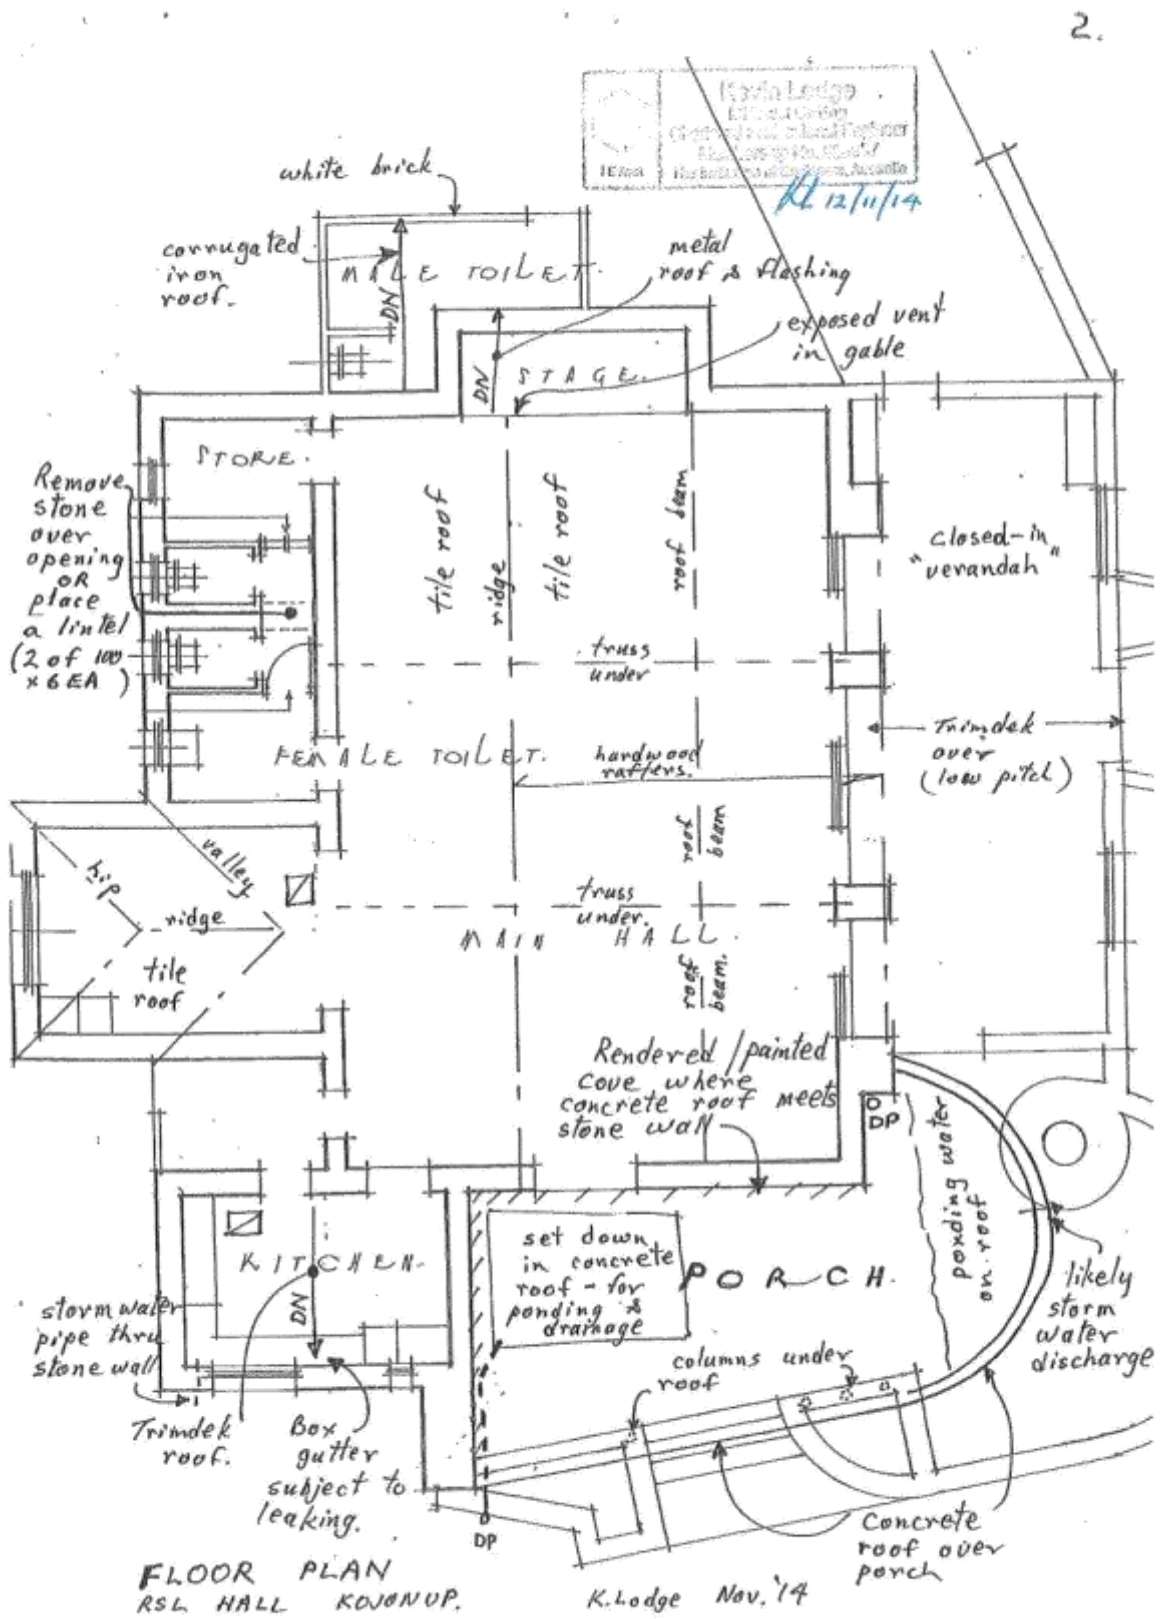 2.
Kevin Lodge
KL 12/11/14
white brick
corrugated
iron
roof.
MALE TOILET.
DN
metal
roof & flashing
exposed vent
in gable
DN
STAGE.
STORE.
Remove
stone
over
opening
OR
place
a lintel
(2 of 100
x 6 EA)
tile roof
ridge
tile roof
roof beam
closed-in
"verandah"
truss
under
FEMALE TOILET.
hardwood
rafters.
Trimdek
over
(low pitch)
roof
beam
valley
hip
ridge
tile
roof
truss
under.
MAIN HALL.
roof
beam.
Rendered/painted
cove where
concrete roof meets
stone wall
DP
ponding water
on roof
KITCHEN.
DN
set down
in concrete
roof - for
ponding &
drainage
PORCH.
likely
storm
water
discharge
storm water
pipe thru
stone wall
columns under
roof
Trimdek
roof.
Box
gutter
subject to
leaking.
DP
Concrete
roof over
porch
FLOOR PLAN
RSL HALL KOJONUP.
K.Lodge Nov.'14